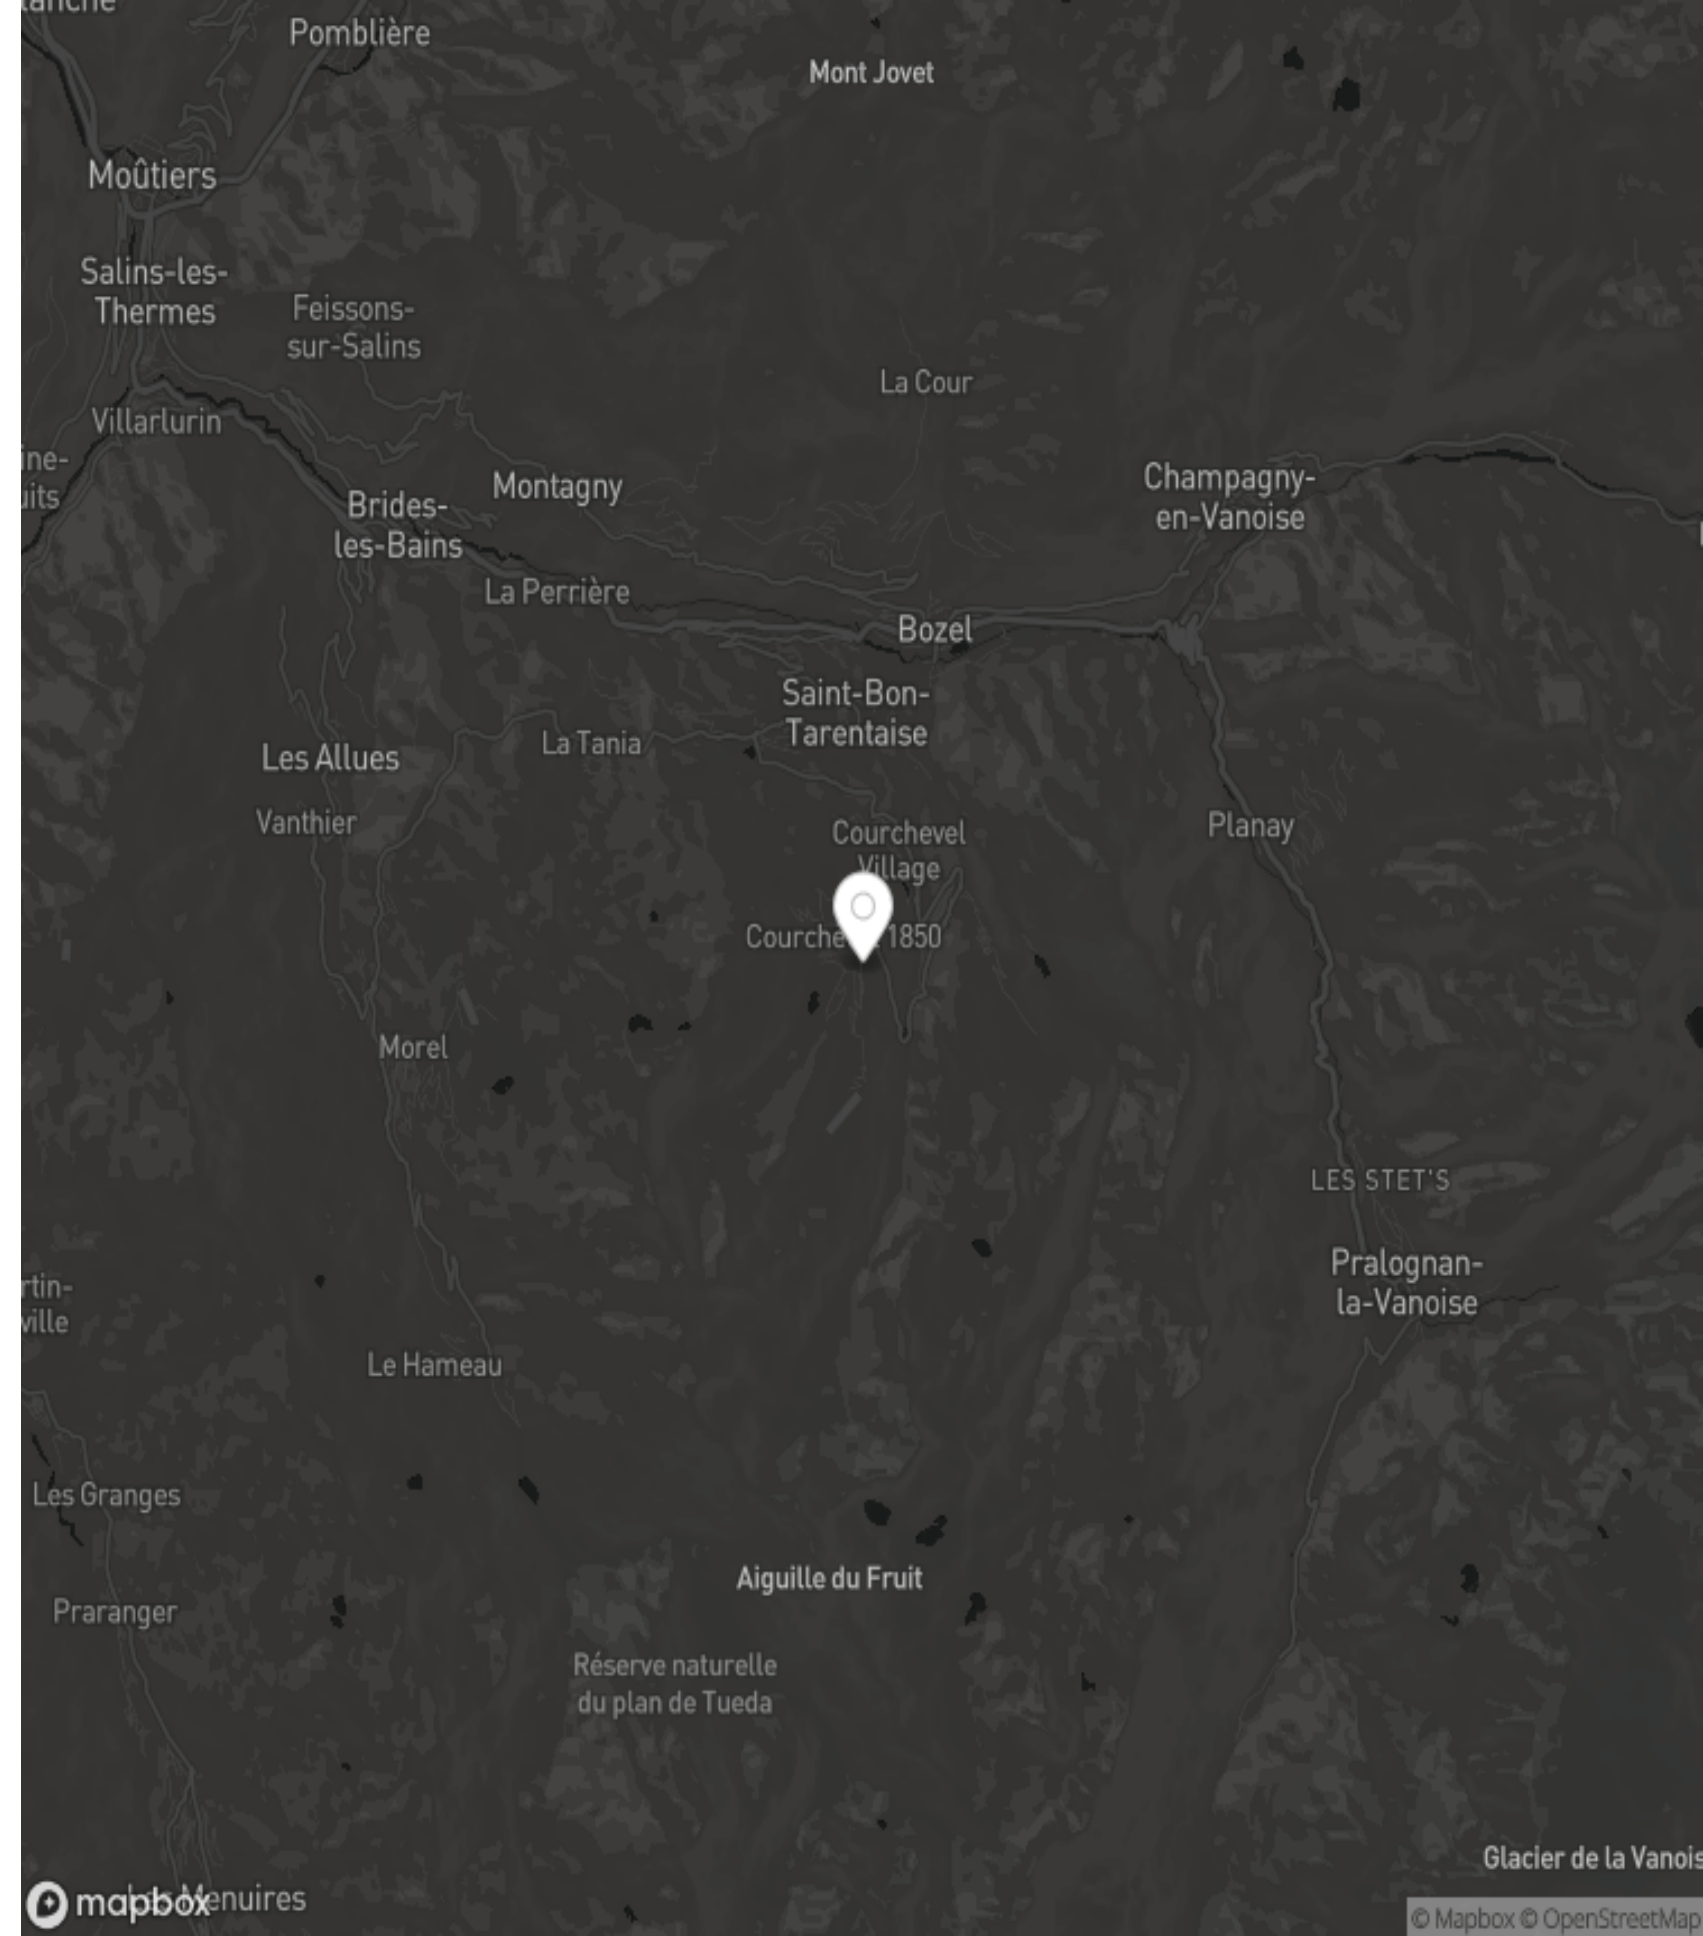 Pomblière
Mont Jovet
Moûtiers
Salins-les-
Thermes
Feissons-
sur-Salins
La Cour
Villarlurin
Montagny
Champagny-
en-Vanoise
Brides-
les-Bains
La Perrière
Bozel
Saint-Bon-
Tarentaise
La Tania
Les Allues
Vanthier
Courchevel
Village
Planay
1850
Morel
LES STET'S
Pralognan-
la-Vanoise
Le Hameau
Les Granges
Aiguille du Fruit
Praranger
Réserve naturelle
du plan de Tueda
Glacier de la Vanois
mapbox
© Mapbox © OpenStreetMap